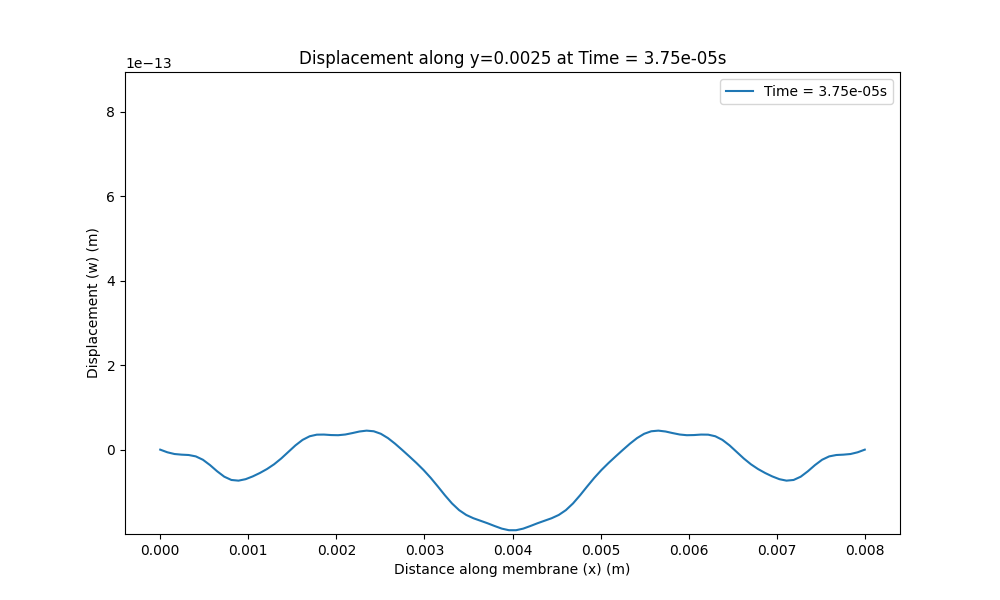 Displacement along y=0.0025 at Time = 3.75e-05s
1e−13
Time = 3.75e-05s
8
6
4
2
0
Displacement (w) (m)
0.000 0.001 0.002 0.003 0.004 0.005 0.006 0.007 0.008
Distance along membrane (x) (m)